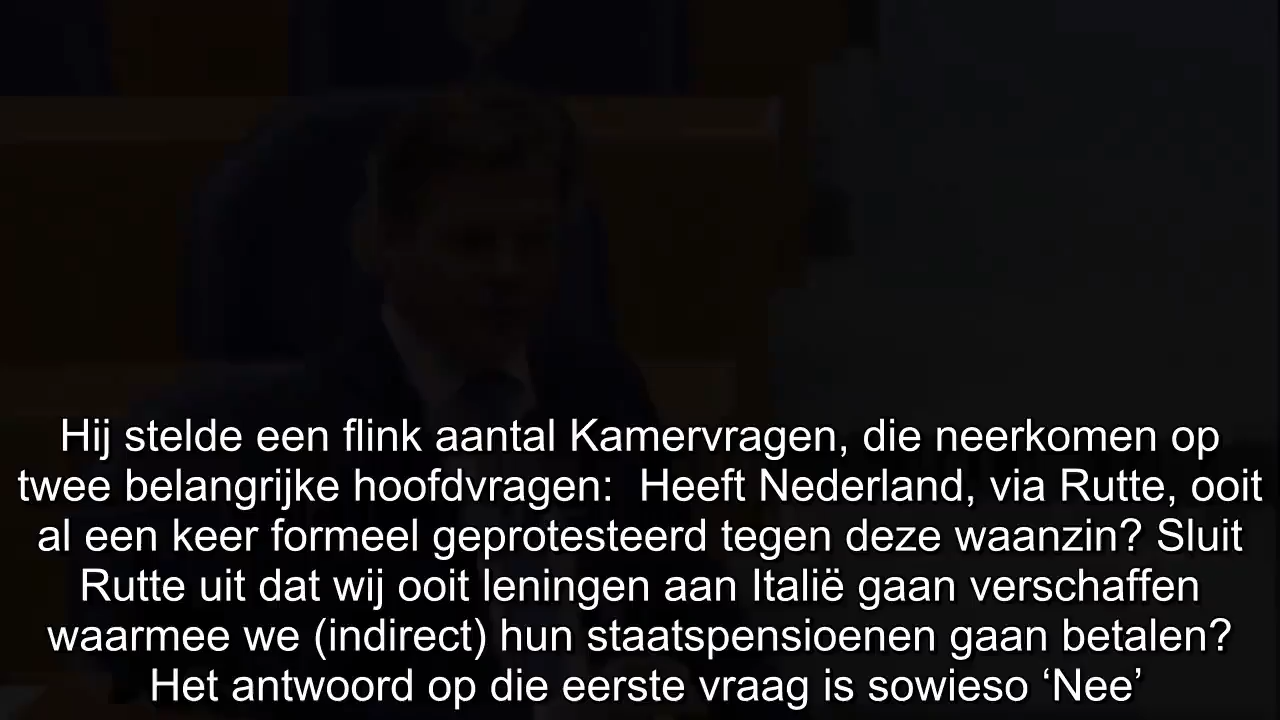 Hij stelde een flink aantal Kamervragen, die neerkomen op
twee belangrijke hoofdvragen:  Heeft Nederland, via Rutte, ooit
al een keer formeel geprotesteerd tegen deze waanzin? Sluit
Rutte uit dat wij ooit leningen aan Italië gaan verschaffen
waarmee we (indirect) hun staatspensioenen gaan betalen?
Het antwoord op die eerste vraag is sowieso ‘Nee’